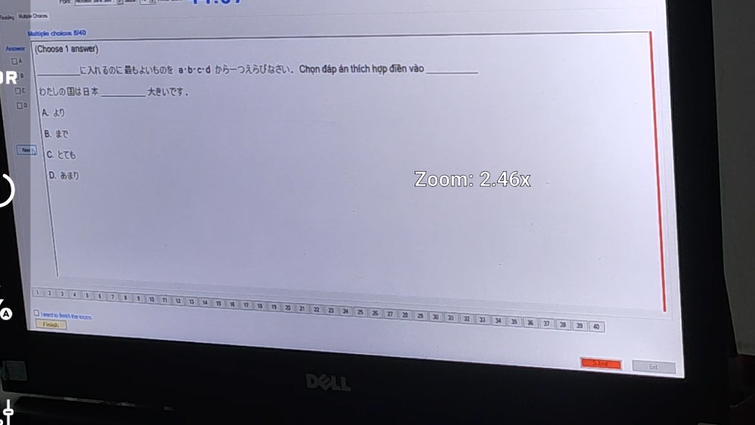 Reading Multiple Choices
Multiple choices 8/40
Answer
(Choose 1 answer)
A
B
C
D
________に入れるのに最もよいものを a·b·c·d から一つえらびなさい。Chọn đáp án thích hợp điền vào ________
わたしの国は日本 ________ 大きいです。
A. より
B. まで
C. とても
D. あまり
Next
Zoom: 2.46x
1 2 3 4 5 6 7 8 9 10 11 12 13 14 15 16 17 18 19 20 21 22 23 24 25 26 27 28 29 30 31 32 33 34 35 36 37 38 39 40
I want to finish the exam.
Finish
Exit
DELL